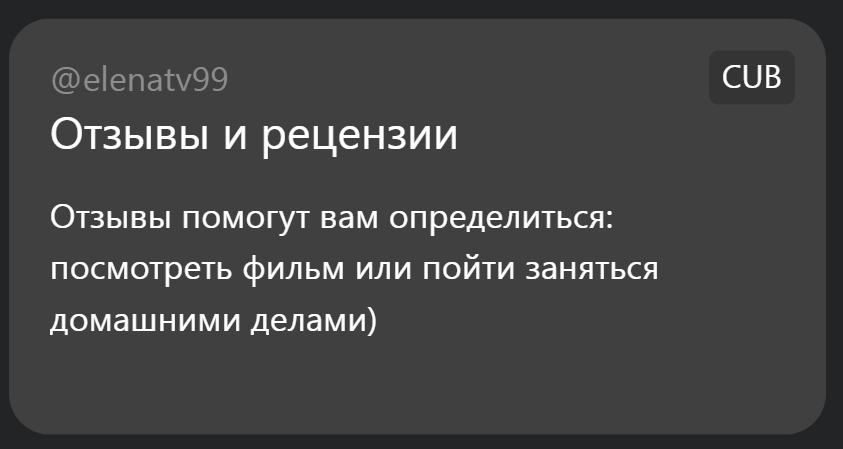 @elenatv99
CUB
Отзывы и рецензии
Отзывы помогут вам определиться:
посмотреть фильм или пойти заняться
домашними делами)